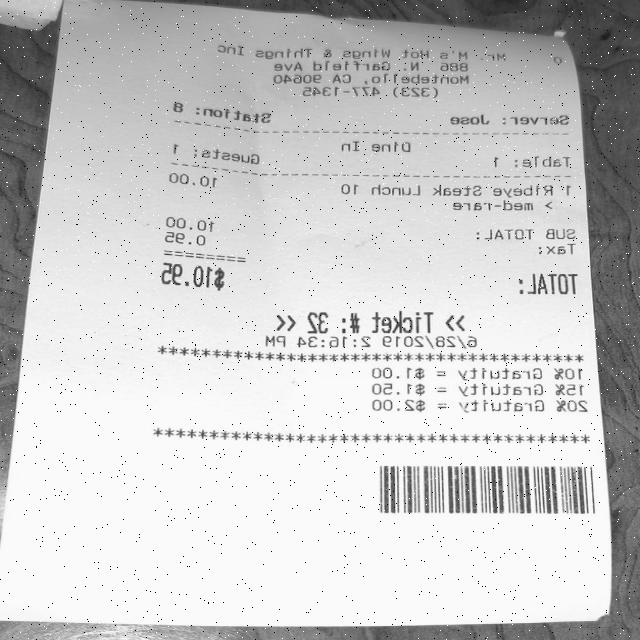 Mr. M's Hot Wings & Things Inc
886 N. Garfield Ave
Montebello, CA 90640
(323) 477-1345
Server: Jose Station: 8
Dine In
Table: 1 Guests: 1
1 Ribeye Steak Lunch 10 10.00
> med-rare
SUB TOTAL: 10.00
Tax: 0.95
========
TOTAL: $10.95
>> Ticket #: 32 <<
6/28/2019 2:16:34 PM
****************************************
10% Gratuity = $1.00
15% Gratuity = $1.50
20% Gratuity = $2.00
****************************************